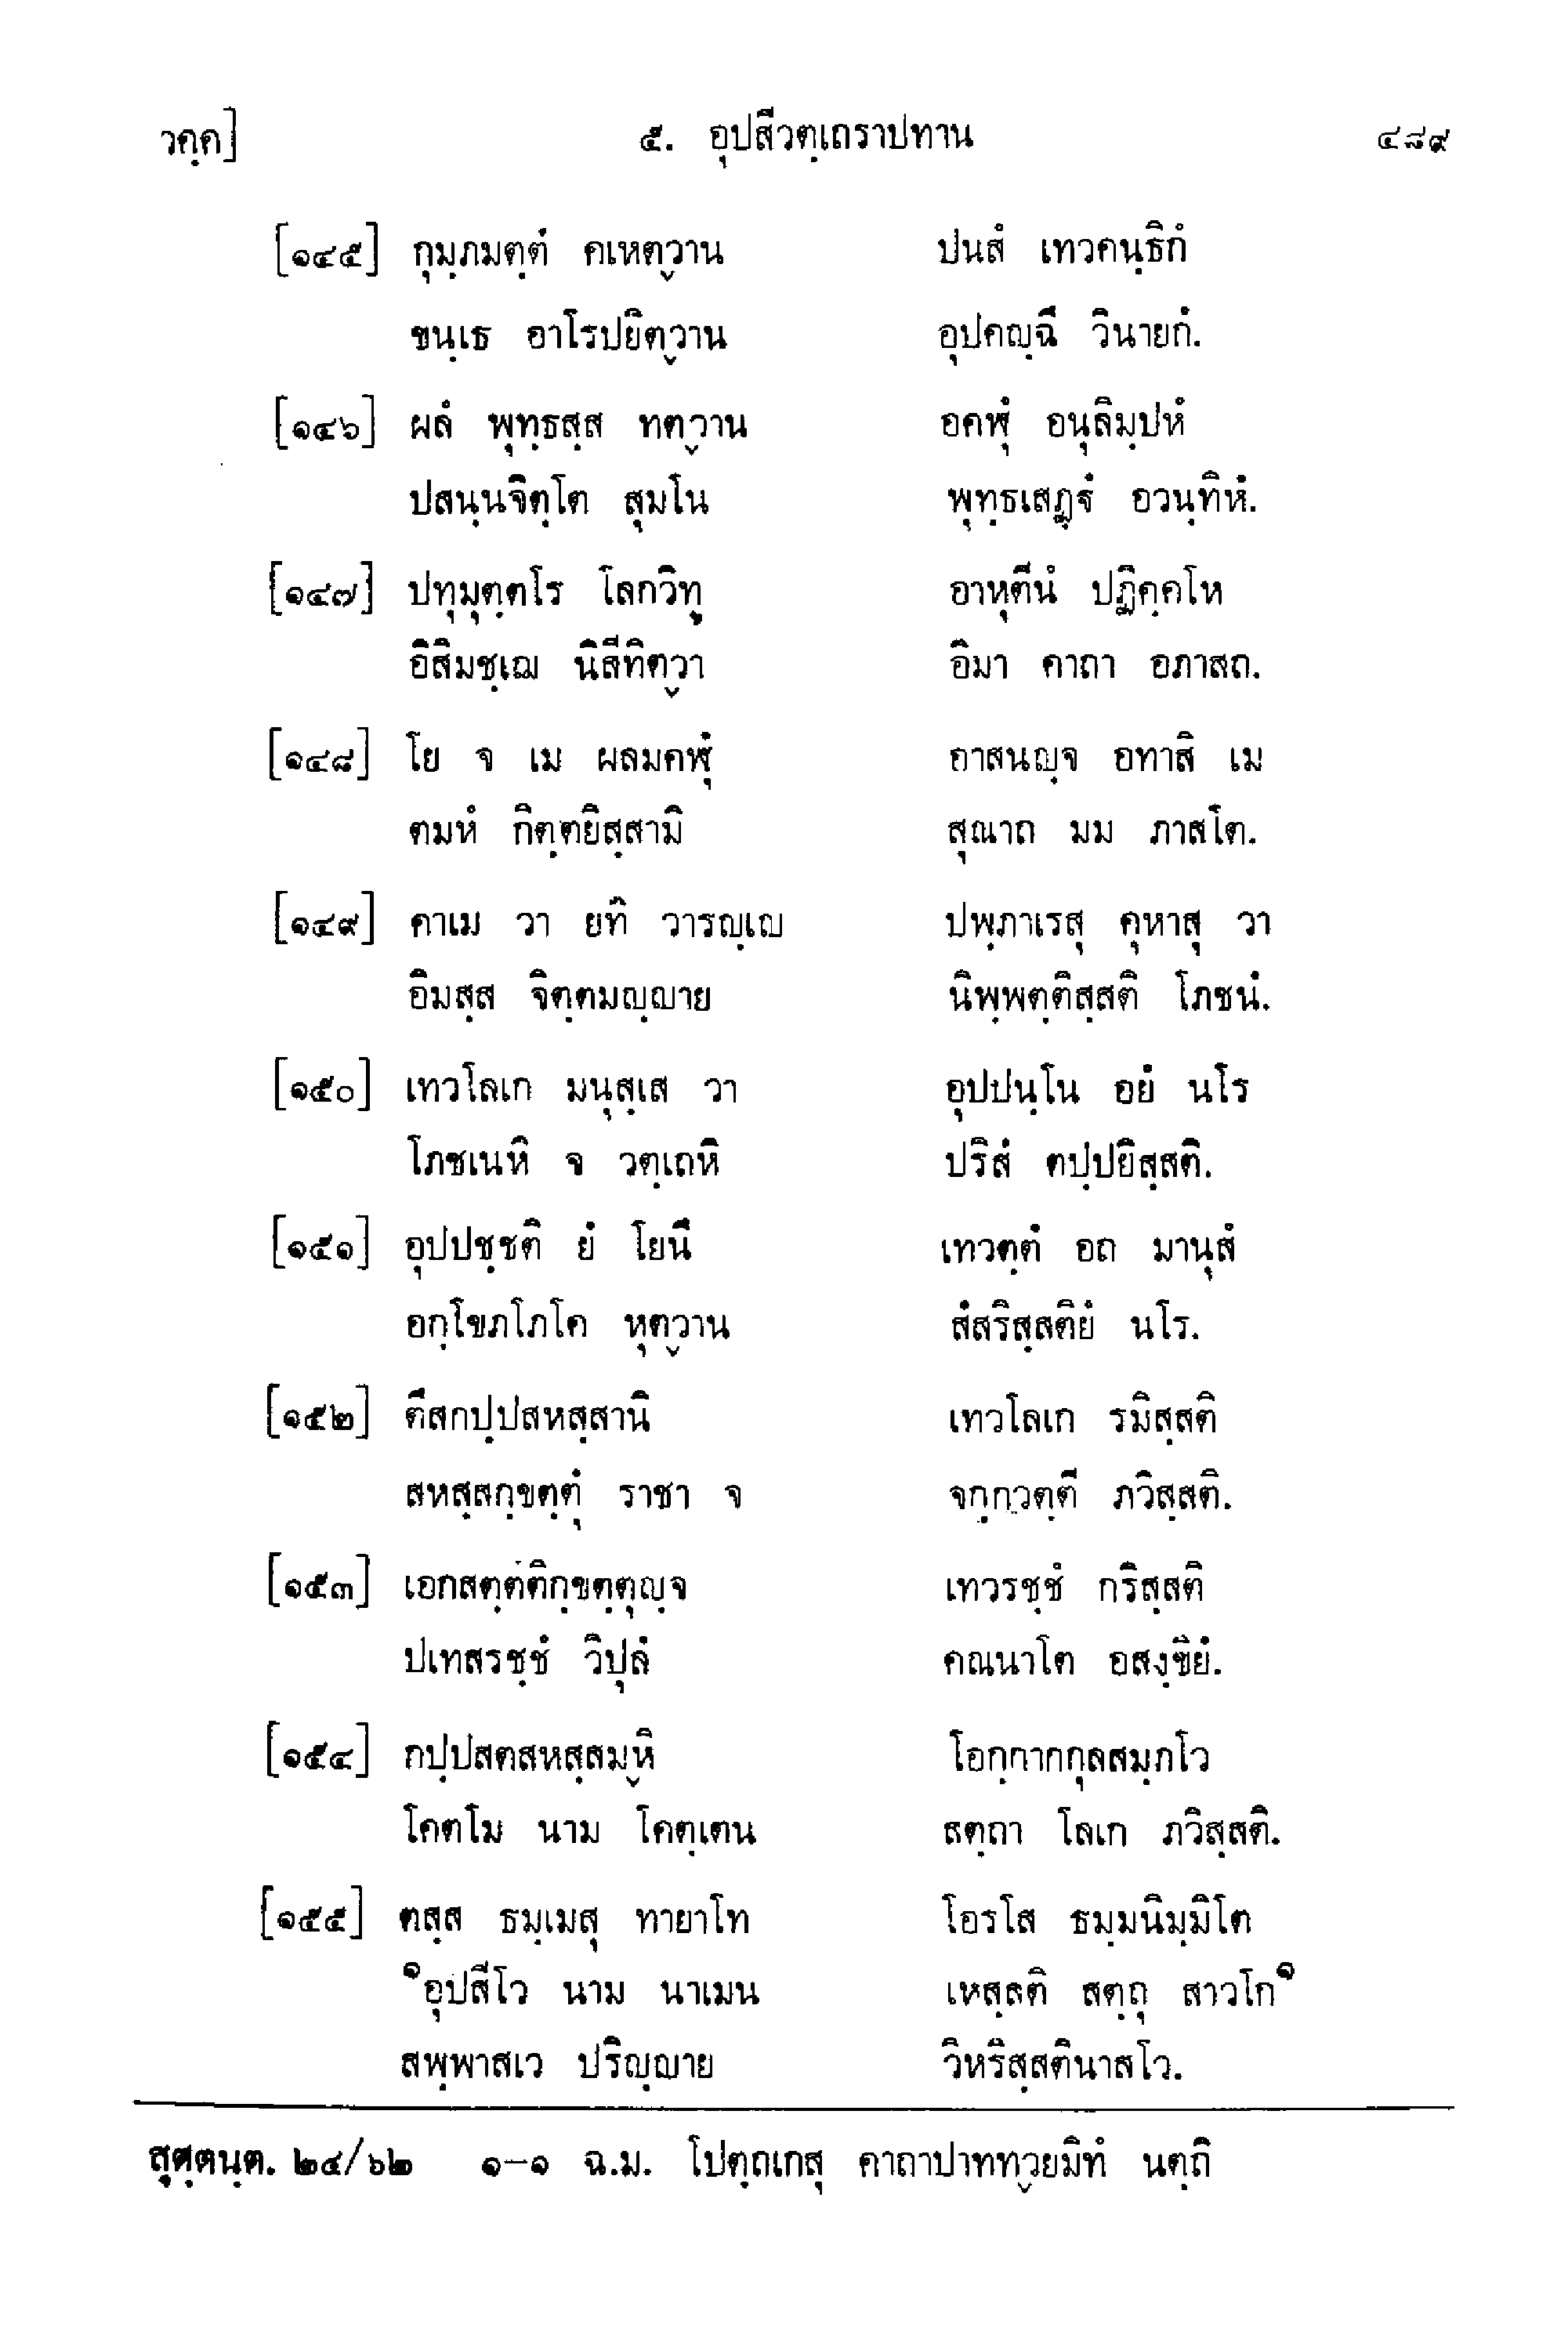 วคฺค] ๕. อุปสีวตฺเถราปทาน ๔๘๙
[๑๔๕] กุมฺภมตฺตํ คเหตฺวาน ปนสํ เทวคนฺธิกํ
ขนฺเธ อาโรปยิตฺวาน อุปคญฺฉึ วินายกํ.
[๑๔๖] ผลํ พุทฺธสฺส ทตฺวาน อคฬุํ อนุลิมฺปหํ
ปสนฺนจิตฺโต สุมโน พุทฺธเสฏฺฐํ อวนฺทิหํ.
[๑๔๗] ปทุมุตฺตโร โลกวิทู อาหุตีนํ ปฏิคฺคโห
อิสิมชฺเฌ นิสีทิตฺวา อิมา คาถา อภาสถ.
[๑๔๘] โย จ เม ผลมคฬุํ อาสนญฺจ อทาสิ เม
ตมหํ กิตฺตยิสฺสามิ สุณาถ มม ภาสโต.
[๑๔๙] คาเม วา ยทิ วารญฺเญ ปพฺภาเรสุ คุหาสุ วา
อิมสฺส จิตฺตมญฺญาย นิพฺพตฺติสฺสติ โภชนํ.
[๑๕๐] เทวโลเก มนุสฺเส วา อุปปนฺโน อยํ นโร
โภชเนหิ จ วตฺเถหิ ปริสํ ตปฺปยิสฺสติ.
[๑๕๑] อุปปชฺชติ ยํ โยนึ เทวตฺตํ อถ มานุสํ
อกฺโขภโภโค หุตฺวาน สํสริสฺสติยํ นโร.
[๑๕๒] ตึสกปฺปสหสฺสานิ เทวโลเก รมิสฺสติ
สหสฺสกฺขตฺตุํ ราชา จ จกฺกวตฺตี ภวิสฺสติ.
[๑๕๓] เอกสตฺตติกฺขตฺตุญฺจ เทวรชฺชํ กริสฺสติ
ปเทสรชฺชํ วิปุลํ คณนาโต อสงฺขิยํ.
[๑๕๔] กปฺปสตสหสฺสมฺหิ โอกฺกากกุลสมฺภโว
โคตโม นาม โคตฺเตน สตฺถา โลเก ภวิสฺสติ.
[๑๕๕] ตสฺส ธมฺเมสุ ทายาโท โอรโส ธมฺมนิมฺมิโต
๑อุปสีโว นาม นาเมน เหสฺสติ สตฺถุ สาวโก๑
สพฺพาสเว ปริญฺญาย วิหริสฺสตินาสโว.
สุตฺตนฺต. ๒๔/๖๒ ๑-๑ ฉ.ม. โปตฺถเกสุ คาถาปาททฺวยมิทํ นตฺถิ